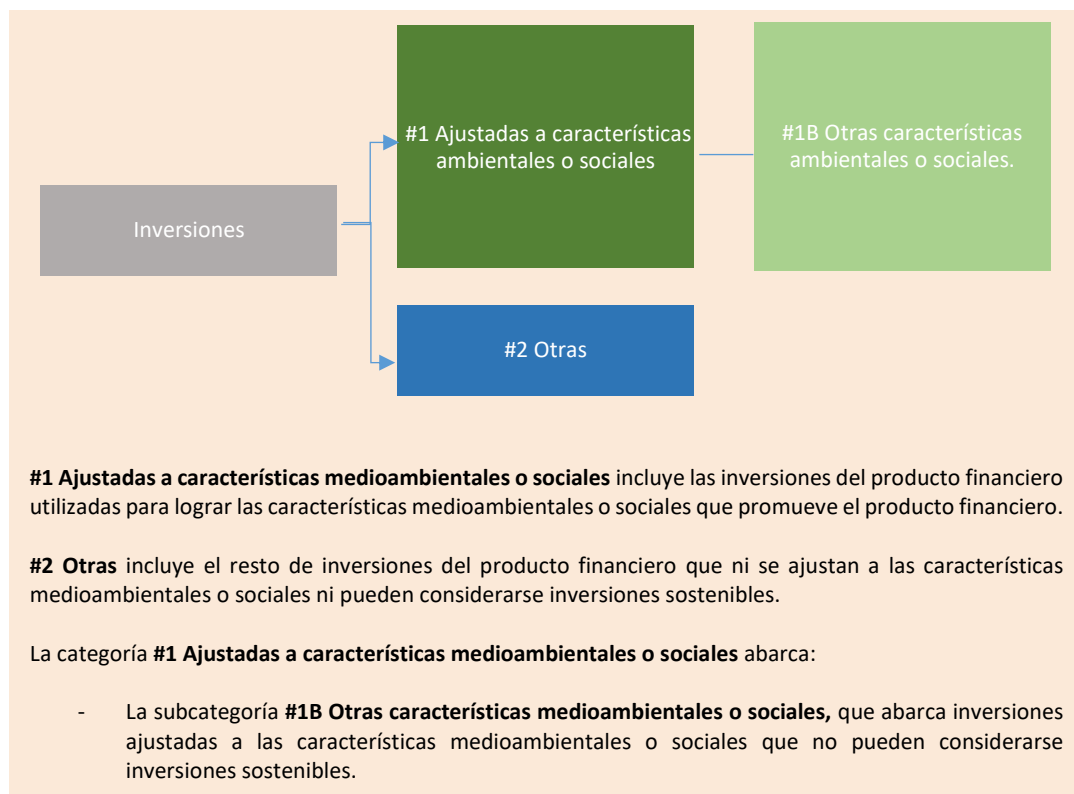 #1 Ajustadas a características
ambientales o sociales
#1B Otras características
ambientales o sociales.
Inversiones
#2 Otras
#1 Ajustadas a características medioambientales o sociales incluye las inversiones del producto financiero
utilizadas para lograr las características medioambientales o sociales que promueve el producto financiero.
#2 Otras incluye el resto de inversiones del producto financiero que ni se ajustan a las características
medioambientales o sociales ni pueden considerarse inversiones sostenibles.
La categoría #1 Ajustadas a características medioambientales o sociales abarca:
- La subcategoría #1B Otras características medioambientales o sociales, que abarca inversiones
ajustadas a las características medioambientales o sociales que no pueden considerarse
inversiones sostenibles.